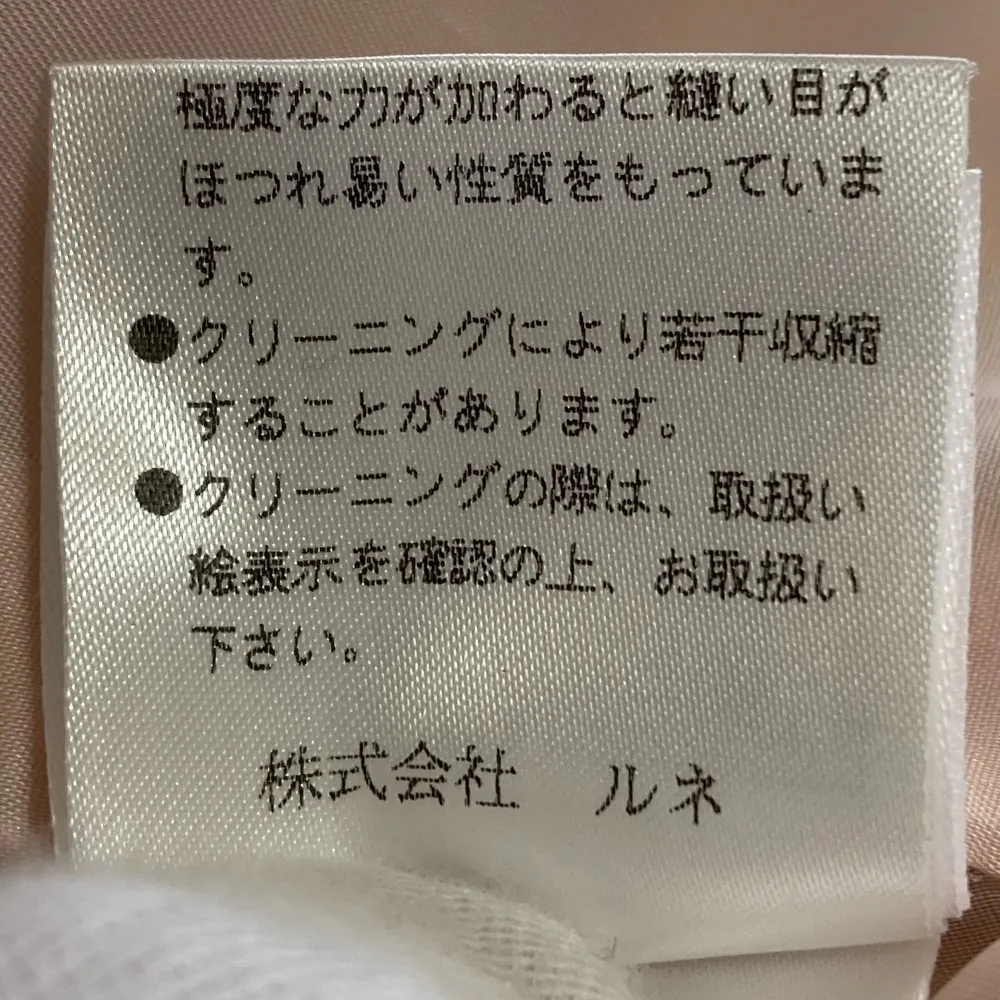 極度な力が加わると縫い目が
ほつれ易い性質をもっていま
す。
●クリーニングにより若干収縮
することがあります。
●クリーニングの際は、取扱い
絵表示を確認の上、お取扱い
下さい。
株式会社 ルネ